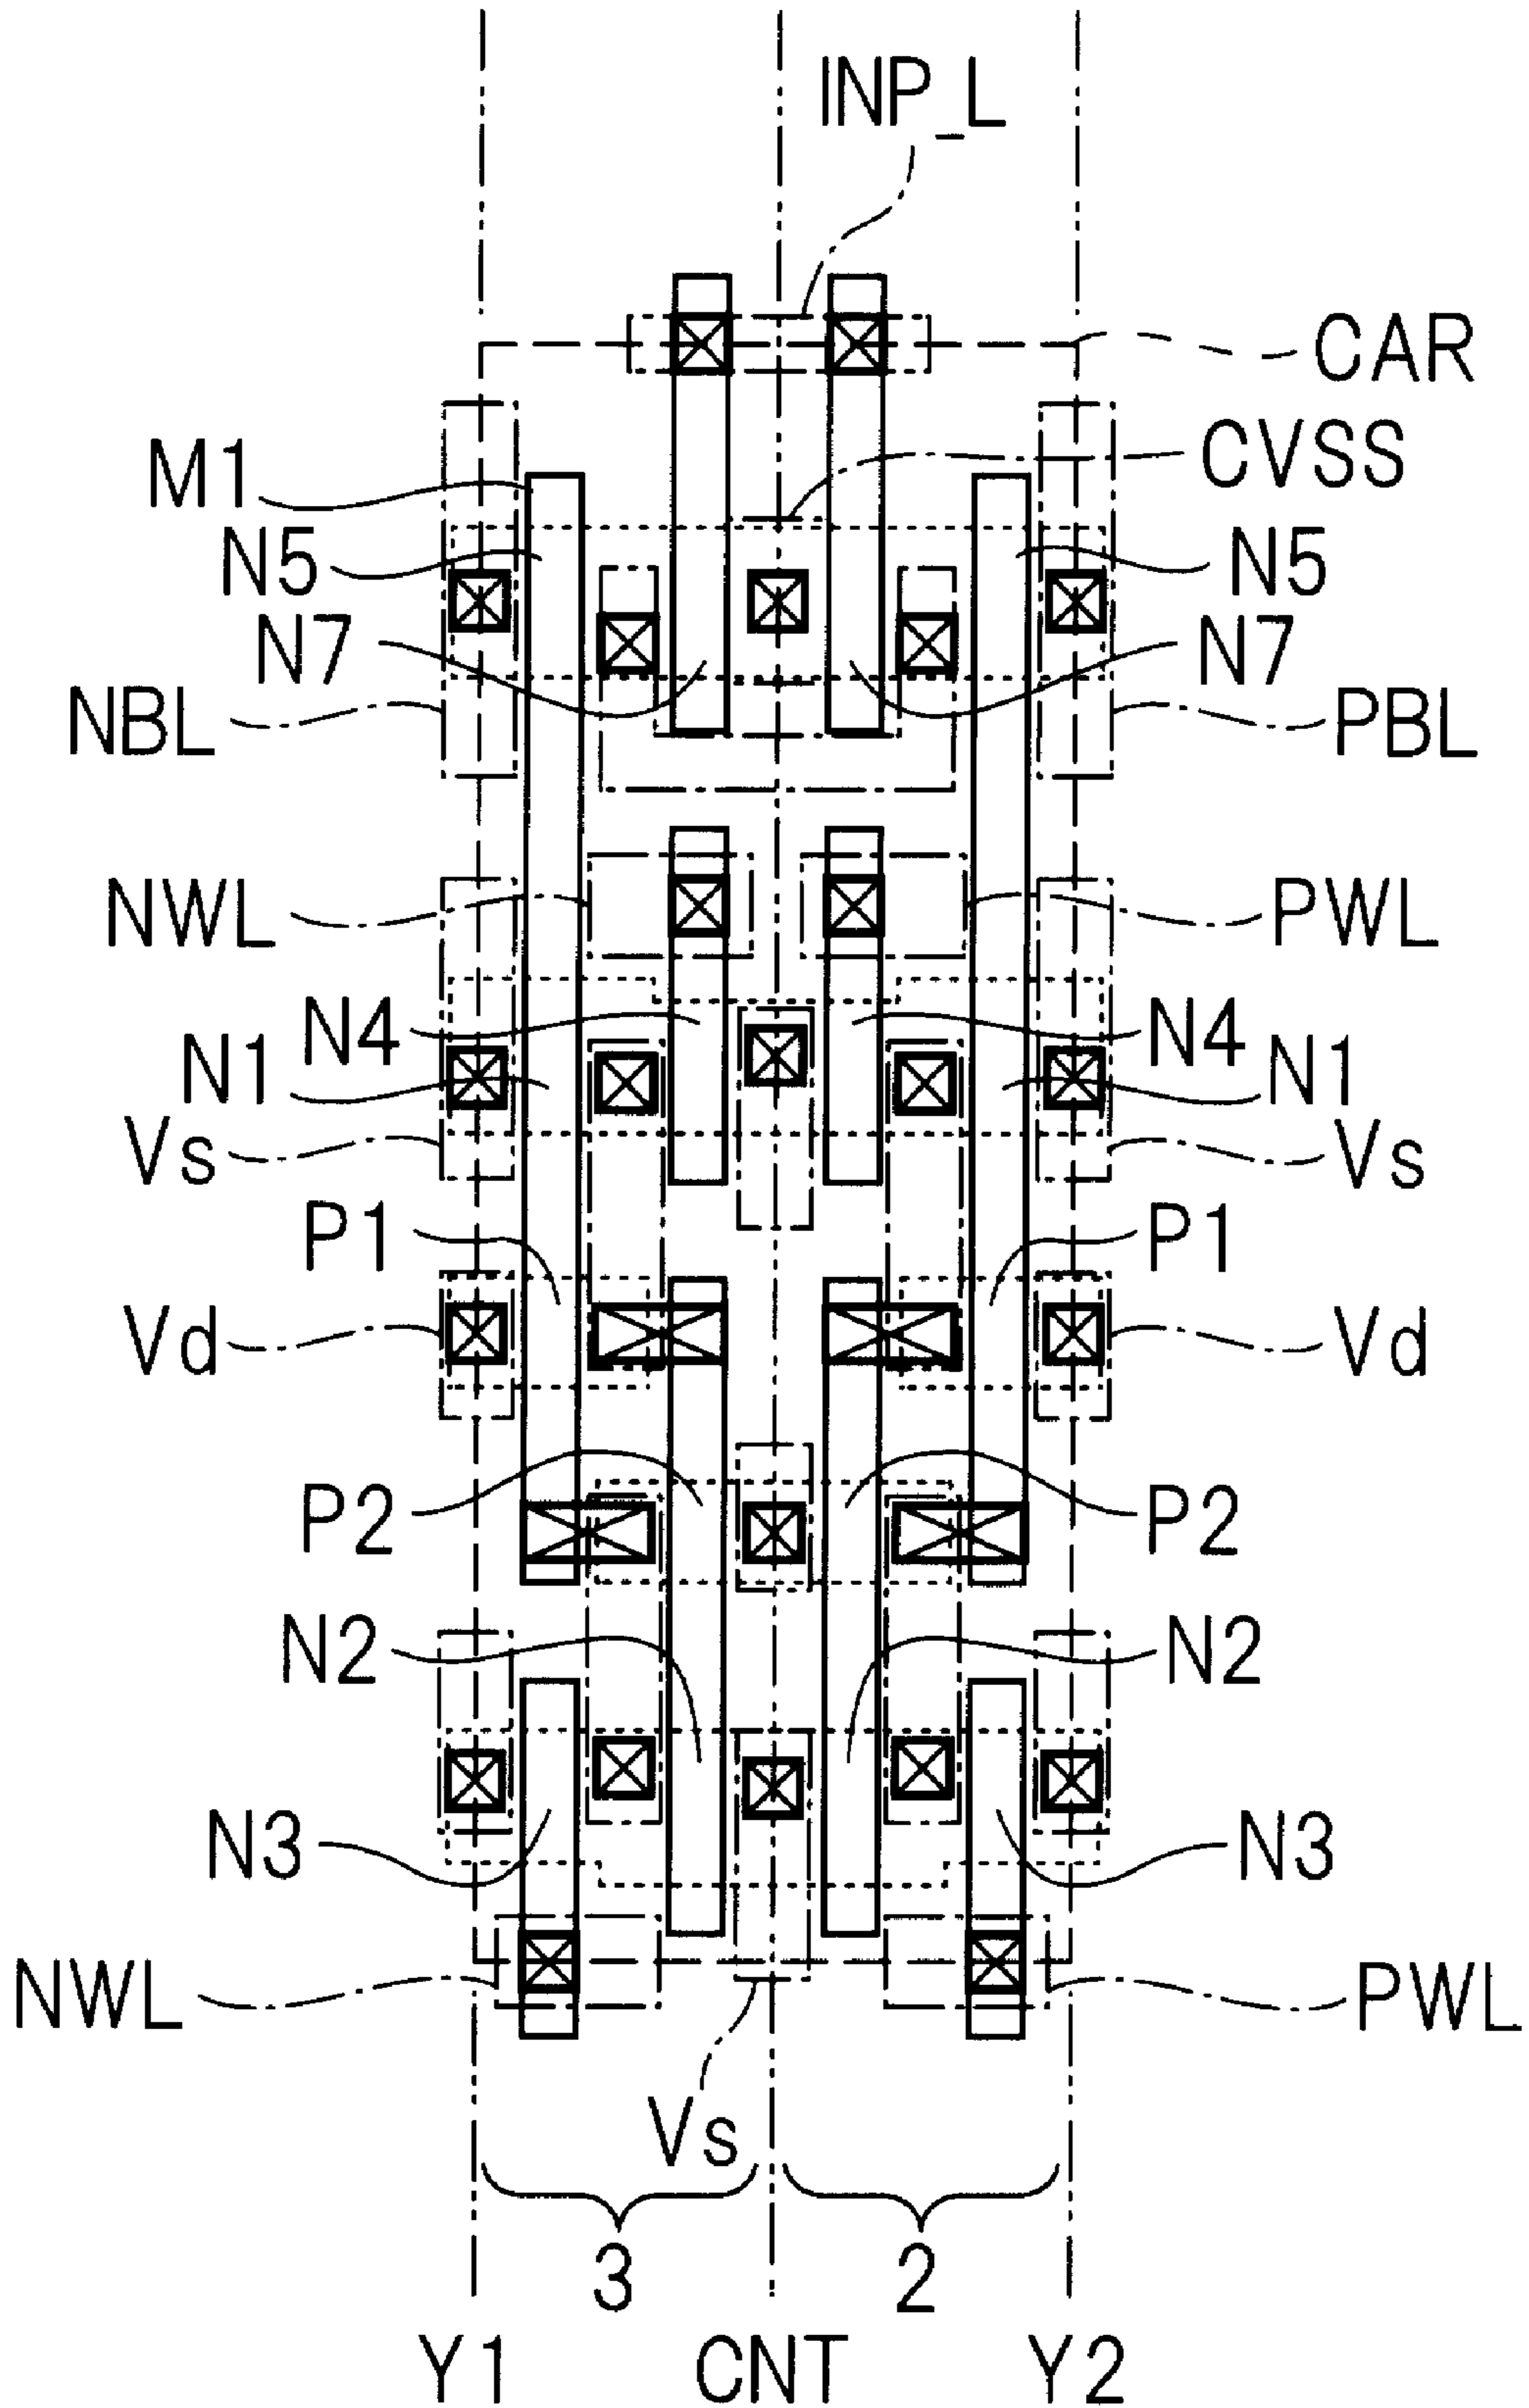 INP_L
CAR
CVSS
M1
N5 N5
N7 N7
NBL PBL
NWL PWL
N4 N4
N1 N1
Vs Vs
P1 P1
Vd Vd
P2 P2
N2 N2
N3 N3
NWL PWL
Vs
3 2
Y1 CNT Y2